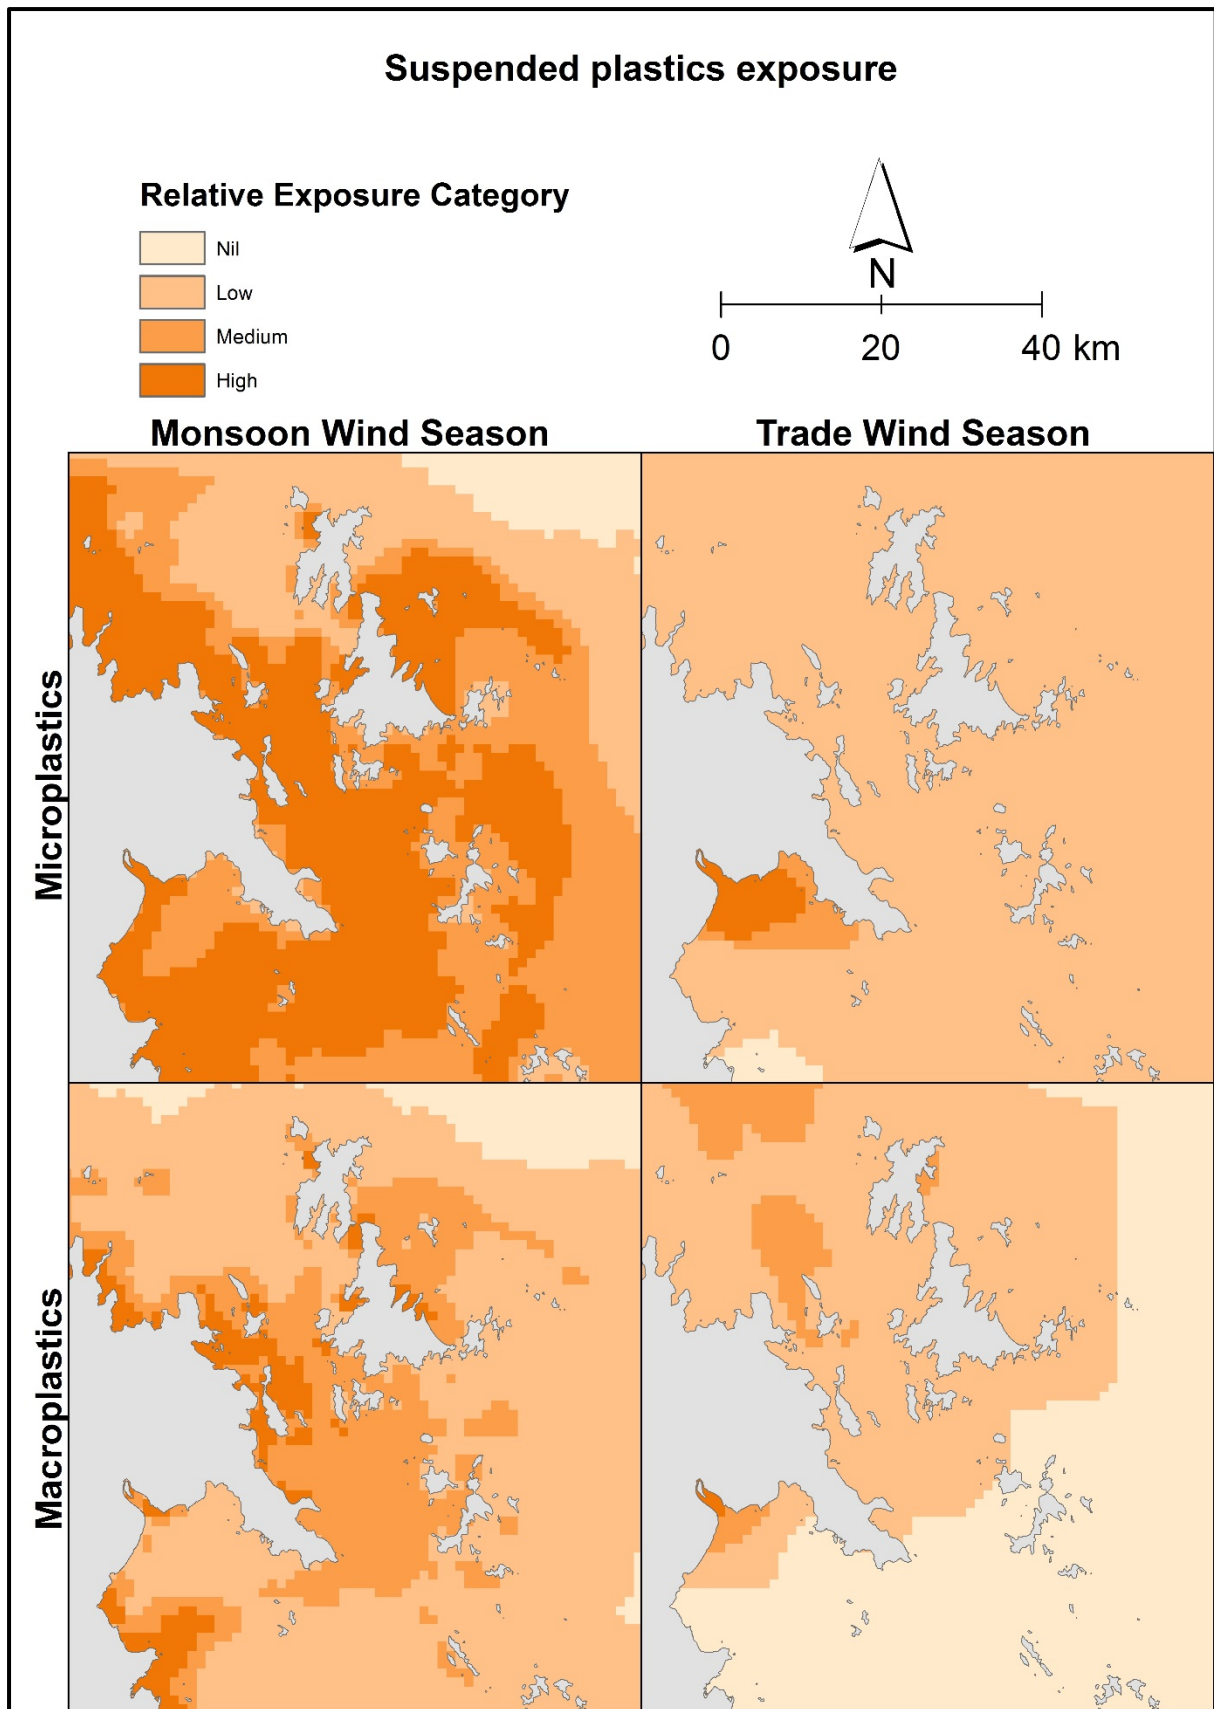 Suspended plastics exposure
Relative Exposure Category
Nil
Low
Medium
High
N
0 20 40 km
Monsoon Wind Season Trade Wind Season
Microplastics
Macroplastics